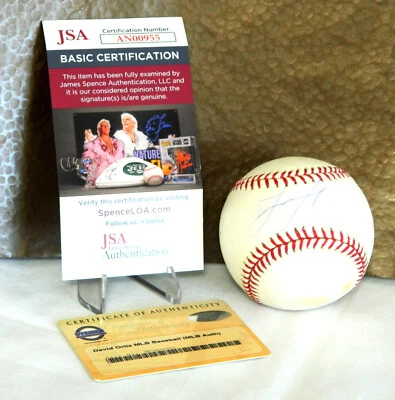 JSA
Certification Number:
AN00955
BASIC CERTIFICATION
This item has been fully examined by
James Spence Authentication, LLC and
it is our considered opinion that the
signature(s) is/are genuine.
Verify this certification by visiting
SpenceLOA.com
JSA
Authentication
CERTIFICATE OF AUTHENTICITY
David Ortiz MLB Baseball (MLB Auth)